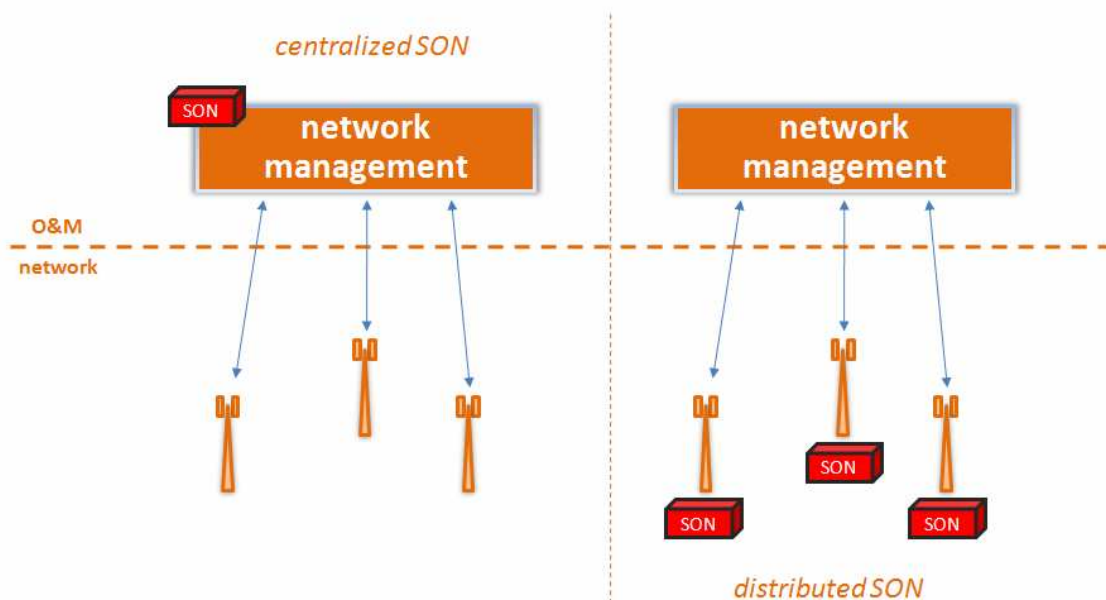 centralized SON
SON
network
management
network
management
O&M
network
SON
SON
SON
distributed SON